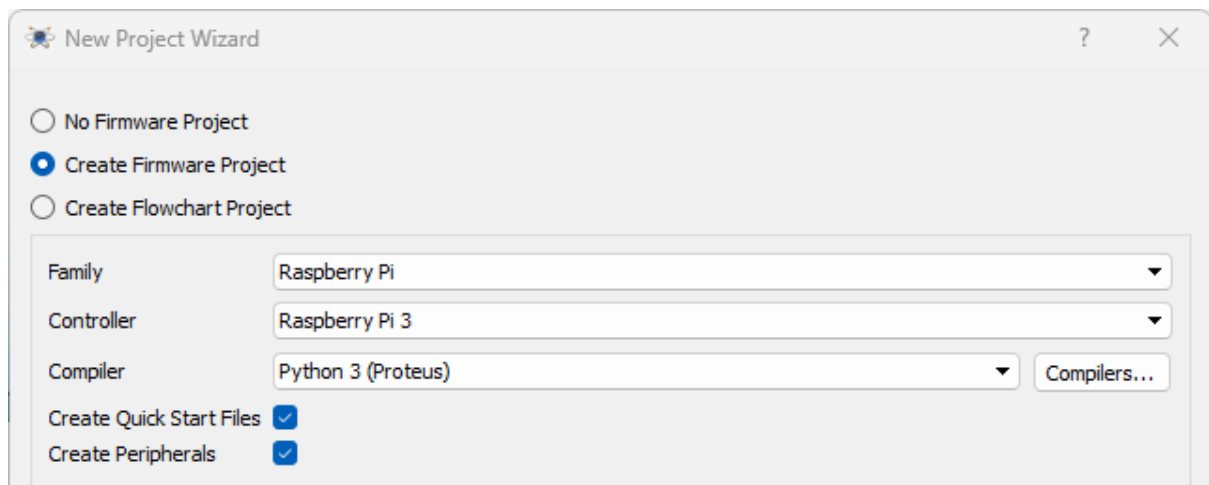 New Project Wizard ?
No Firmware Project
Create Firmware Project
Create Flowchart Project
Family Raspberry Pi
Controller Raspberry Pi 3
Compiler Python 3 (Proteus) Compilers...
Create Quick Start Files
Create Peripherals